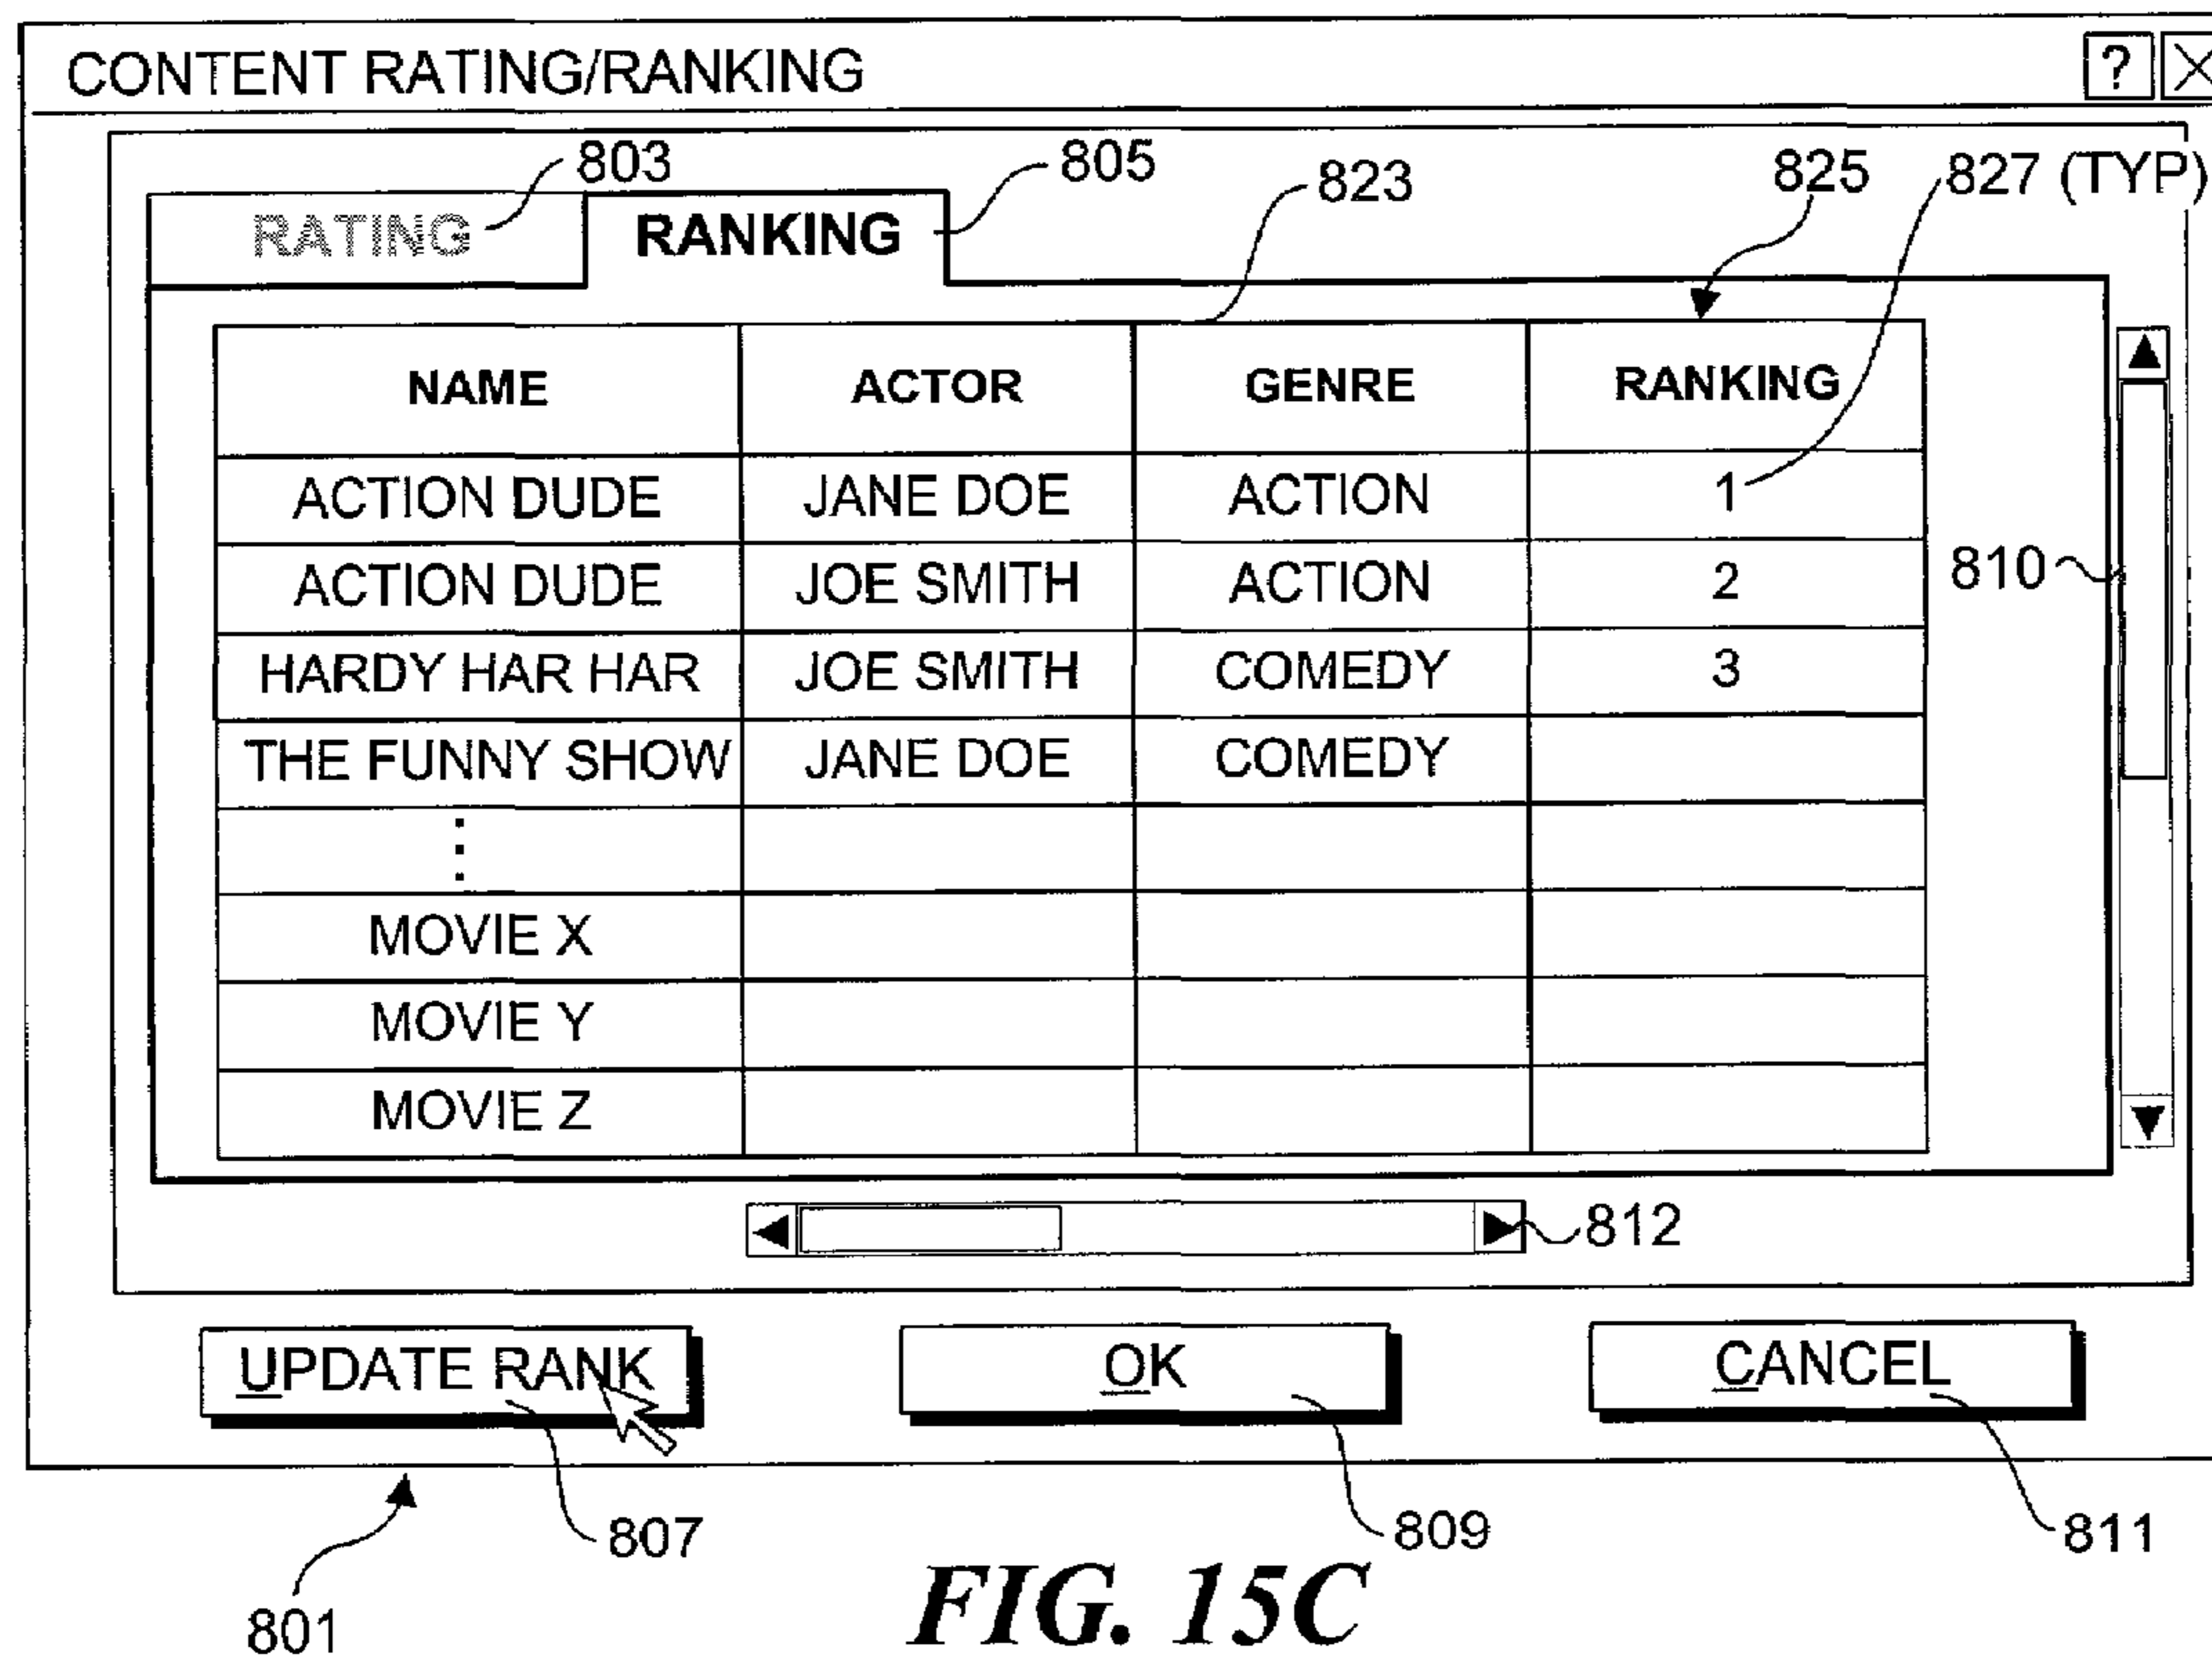 CONTENT RATING/RANKING ? X
803 805 823 825 827 (TYP)
RATING RANKING
NAME ACTOR GENRE RANKING
ACTION DUDE JANE DOE ACTION 1
ACTION DUDE JOE SMITH ACTION 2
810
HARDY HAR HAR JOE SMITH COMEDY 3
THE FUNNY SHOW JANE DOE COMEDY
MOVIE X
MOVIE Y
MOVIE Z
812
UPDATE RANK OK CANCEL
807 809 811
801 FIG. 15C